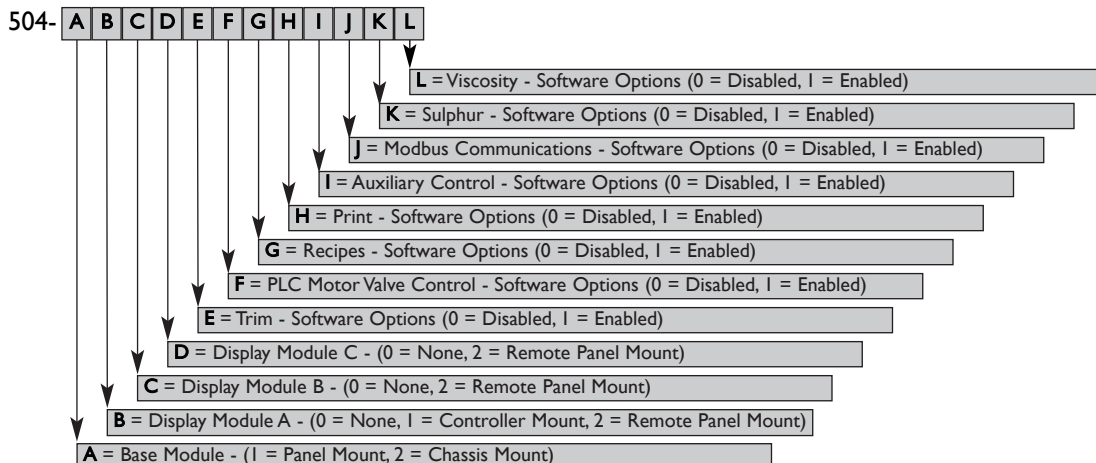 504- A B C D E F G H I J K L
L = Viscosity - Software Options (0 = Disabled, 1 = Enabled)
K = Sulphur - Software Options (0 = Disabled, 1 = Enabled)
J = Modbus Communications - Software Options (0 = Disabled, 1 = Enabled)
I = Auxiliary Control - Software Options (0 = Disabled, 1 = Enabled)
H = Print - Software Options (0 = Disabled, 1 = Enabled)
G = Recipes - Software Options (0 = Disabled, 1 = Enabled)
F = PLC Motor Valve Control - Software Options (0 = Disabled, 1 = Enabled)
E = Trim - Software Options (0 = Disabled, 1 = Enabled)
D = Display Module C - (0 = None, 2 = Remote Panel Mount)
C = Display Module B - (0 = None, 2 = Remote Panel Mount)
B = Display Module A - (0 = None, 1 = Controller Mount, 2 = Remote Panel Mount)
A = Base Module - (1 = Panel Mount, 2 = Chassis Mount)